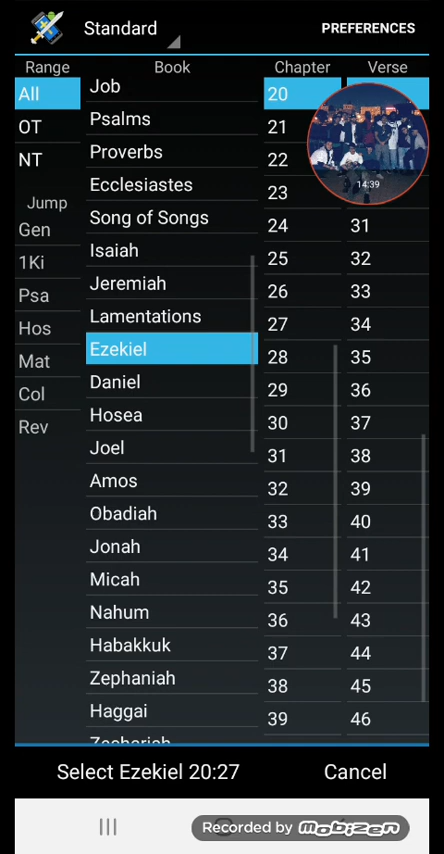 Standard
PREFERENCES
Range
Book
Chapter
Verse
All
OT
NT
Jump
Gen
1Ki
Psa
Hos
Mat
Col
Rev
Job
Psalms
Proverbs
Ecclesiastes
Song of Songs
Isaiah
Jeremiah
Lamentations
Ezekiel
Daniel
Hosea
Joel
Amos
Obadiah
Jonah
Micah
Nahum
Habakkuk
Zephaniah
Haggai
Zechariah
20
21
22
23
24
25
26
27
28
29
30
31
32
33
34
35
36
37
38
39
14:39
31
32
33
34
35
36
37
38
39
40
41
42
43
44
45
46
Select Ezekiel 20:27
Cancel
Recorded by mobizen